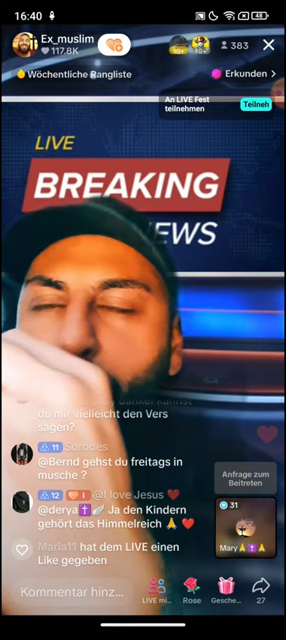 16:40
48
Ex_muslim
117.8K
10+
10+
383
Wöchentliche Rangliste
Erkunden >
An LIVE Fest
teilnehmen
Teilneh
LIVE
BREAKING
NEWS
du mir vielleicht den Vers
sagen?
11 Sorodes
@Bernd gehst du freitags in
musche ?
12 I @I love Jesus
@derya✝️🕊️ Ja den Kindern
gehört das Himmelreich 🙏 ❤️
Maria11 hat dem LIVE einen
Like gegeben
Anfrage zum
Beitreten
31
Mary✝️🙏✝️
Kommentar hinz...
LIVE mi...
Rose
Gesche...
27